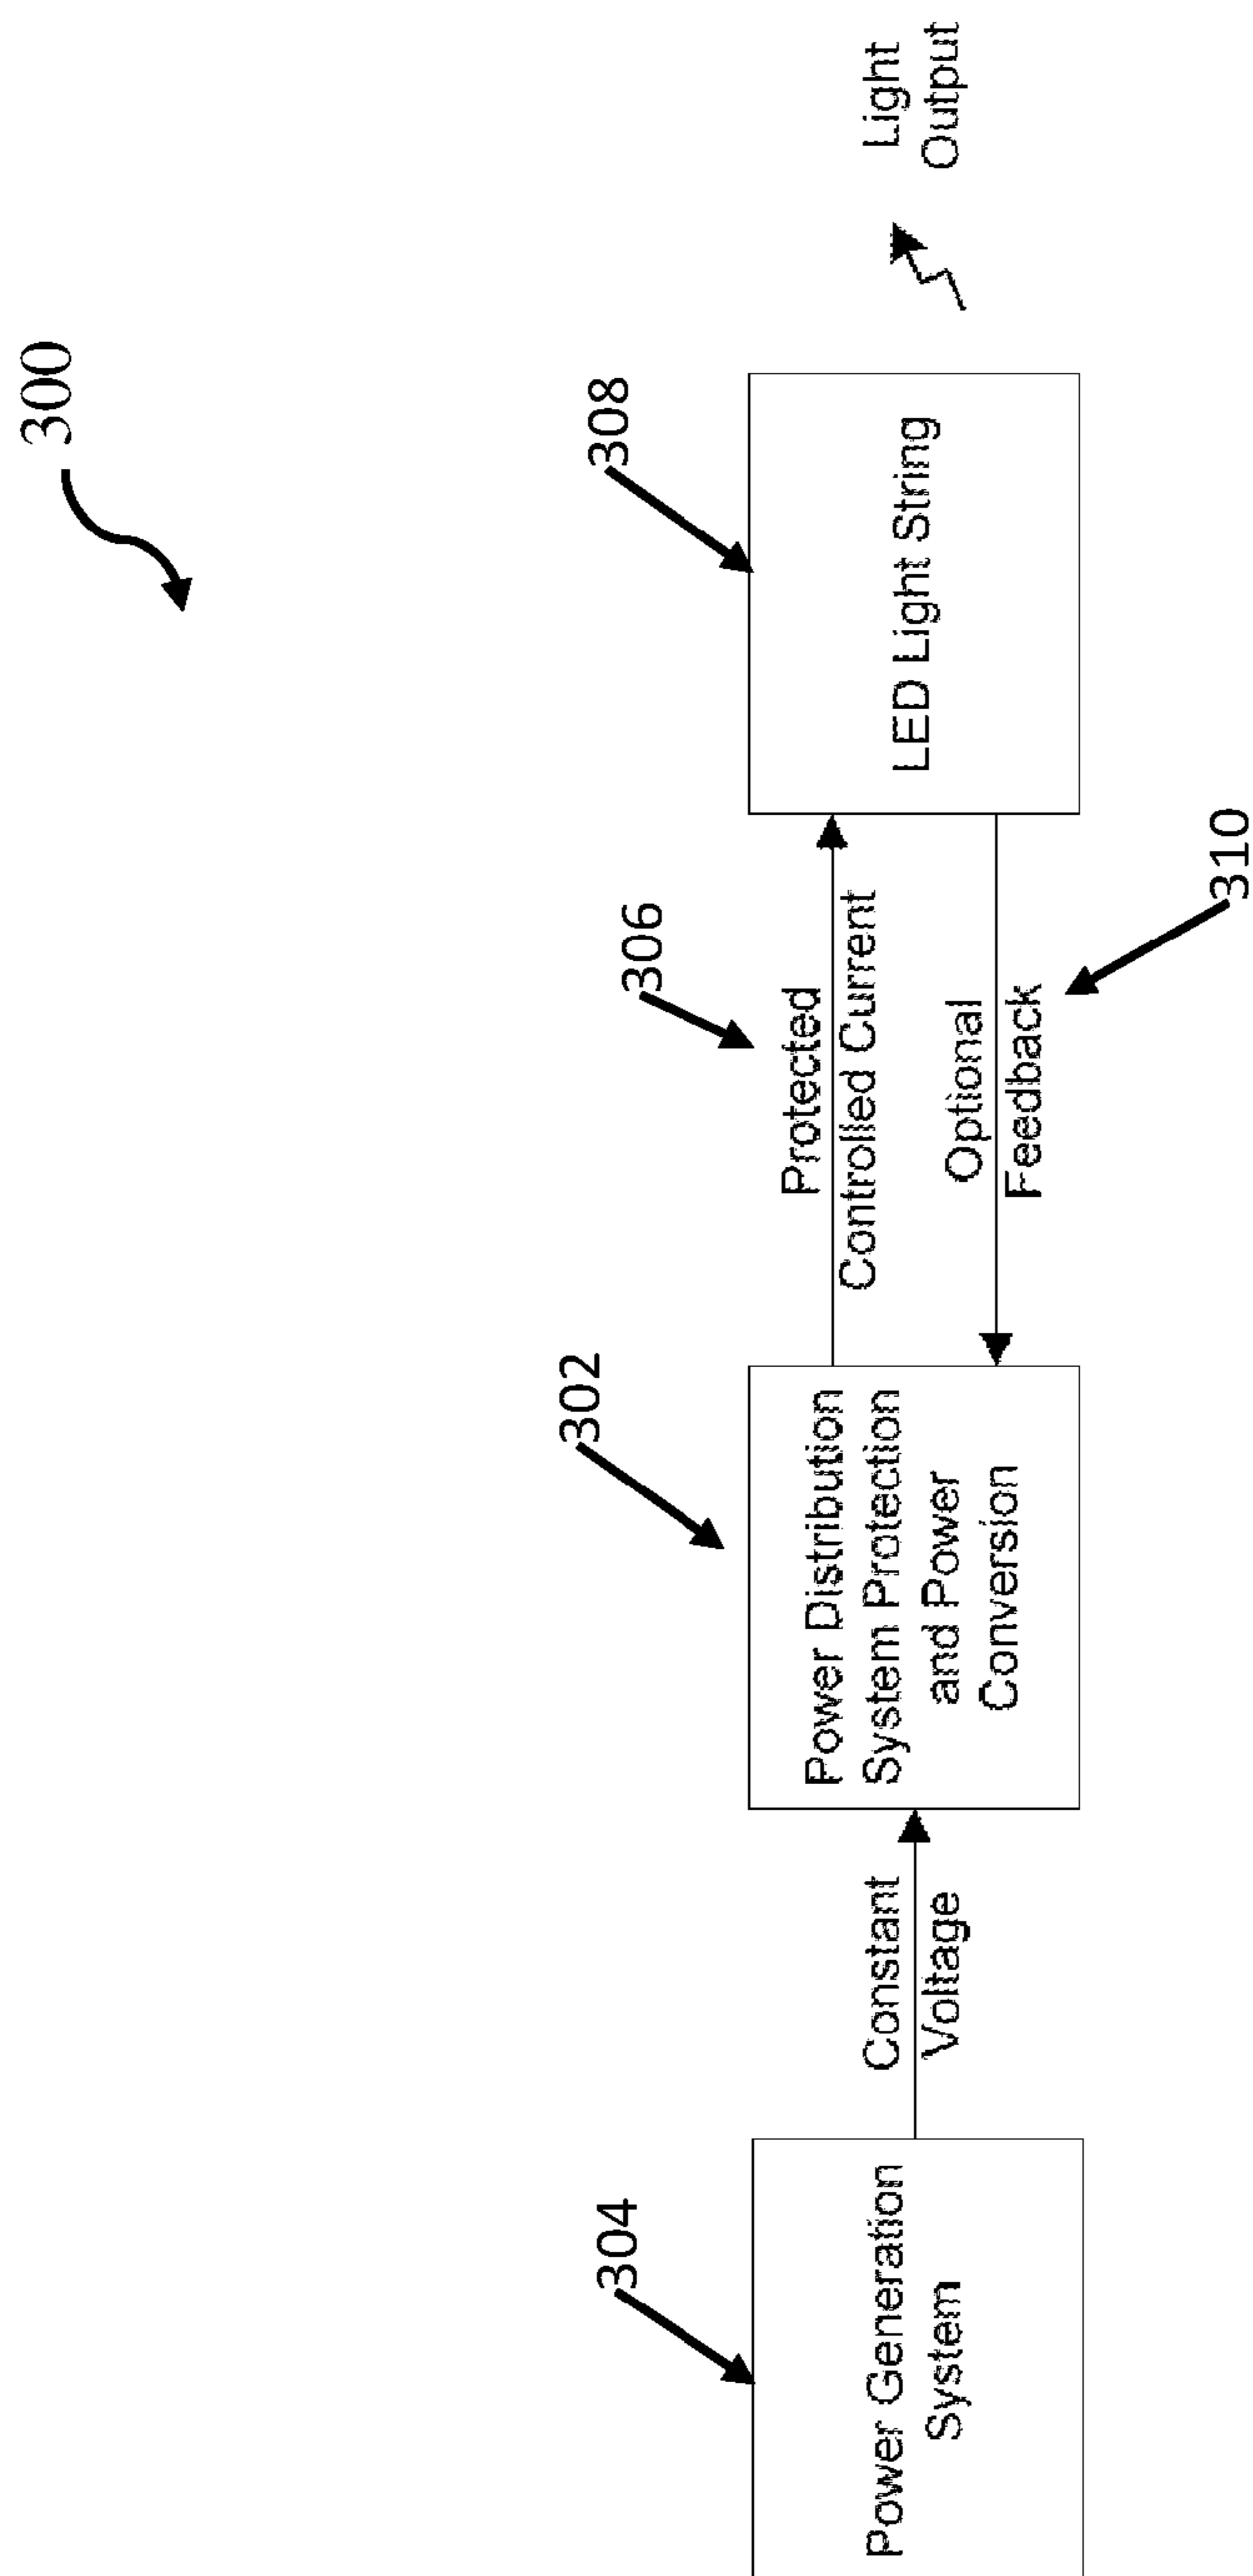 300
304
Power Generation
System
Constant
Voltage
302
Power Distribution
System Protection
and Power
Conversion
306
Protected
Controlled Current
Optional
Feedback
310
308
LED Light String
Light
Output